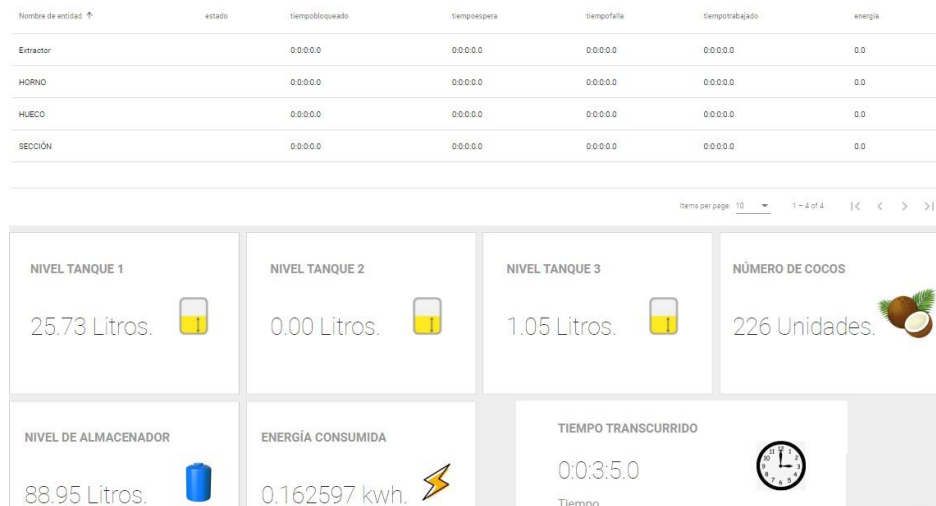 Nombre de entidad ↑ estado tiempobloqueado tiempoespera tiempofalla tiempotrabajado energia
Extractor 0:0:0:0.0 0:0:0:0.0 0:0:0:0.0 0:0:0:0.0 0.0
HORNO 0:0:0:0.0 0:0:0:0.0 0:0:0:0.0 0:0:0:0.0 0.0
HUECO 0:0:0:0.0 0:0:0:0.0 0:0:0:0.0 0:0:0:0.0 0.0
SECCIÓN 0:0:0:0.0 0:0:0:0.0 0:0:0:0.0 0:0:0:0.0 0.0
Items per page: 10 1 – 4 of 4
NIVEL TANQUE 1
25.73 Litros.
NIVEL TANQUE 2
0.00 Litros.
NIVEL TANQUE 3
1.05 Litros.
NÚMERO DE COCOS
226 Unidades.
NIVEL DE ALMACENADOR
88.95 Litros.
ENERGÍA CONSUMIDA
0.162597 kwh.
TIEMPO TRANSCURRIDO
0:0:3:5.0
Tiempo